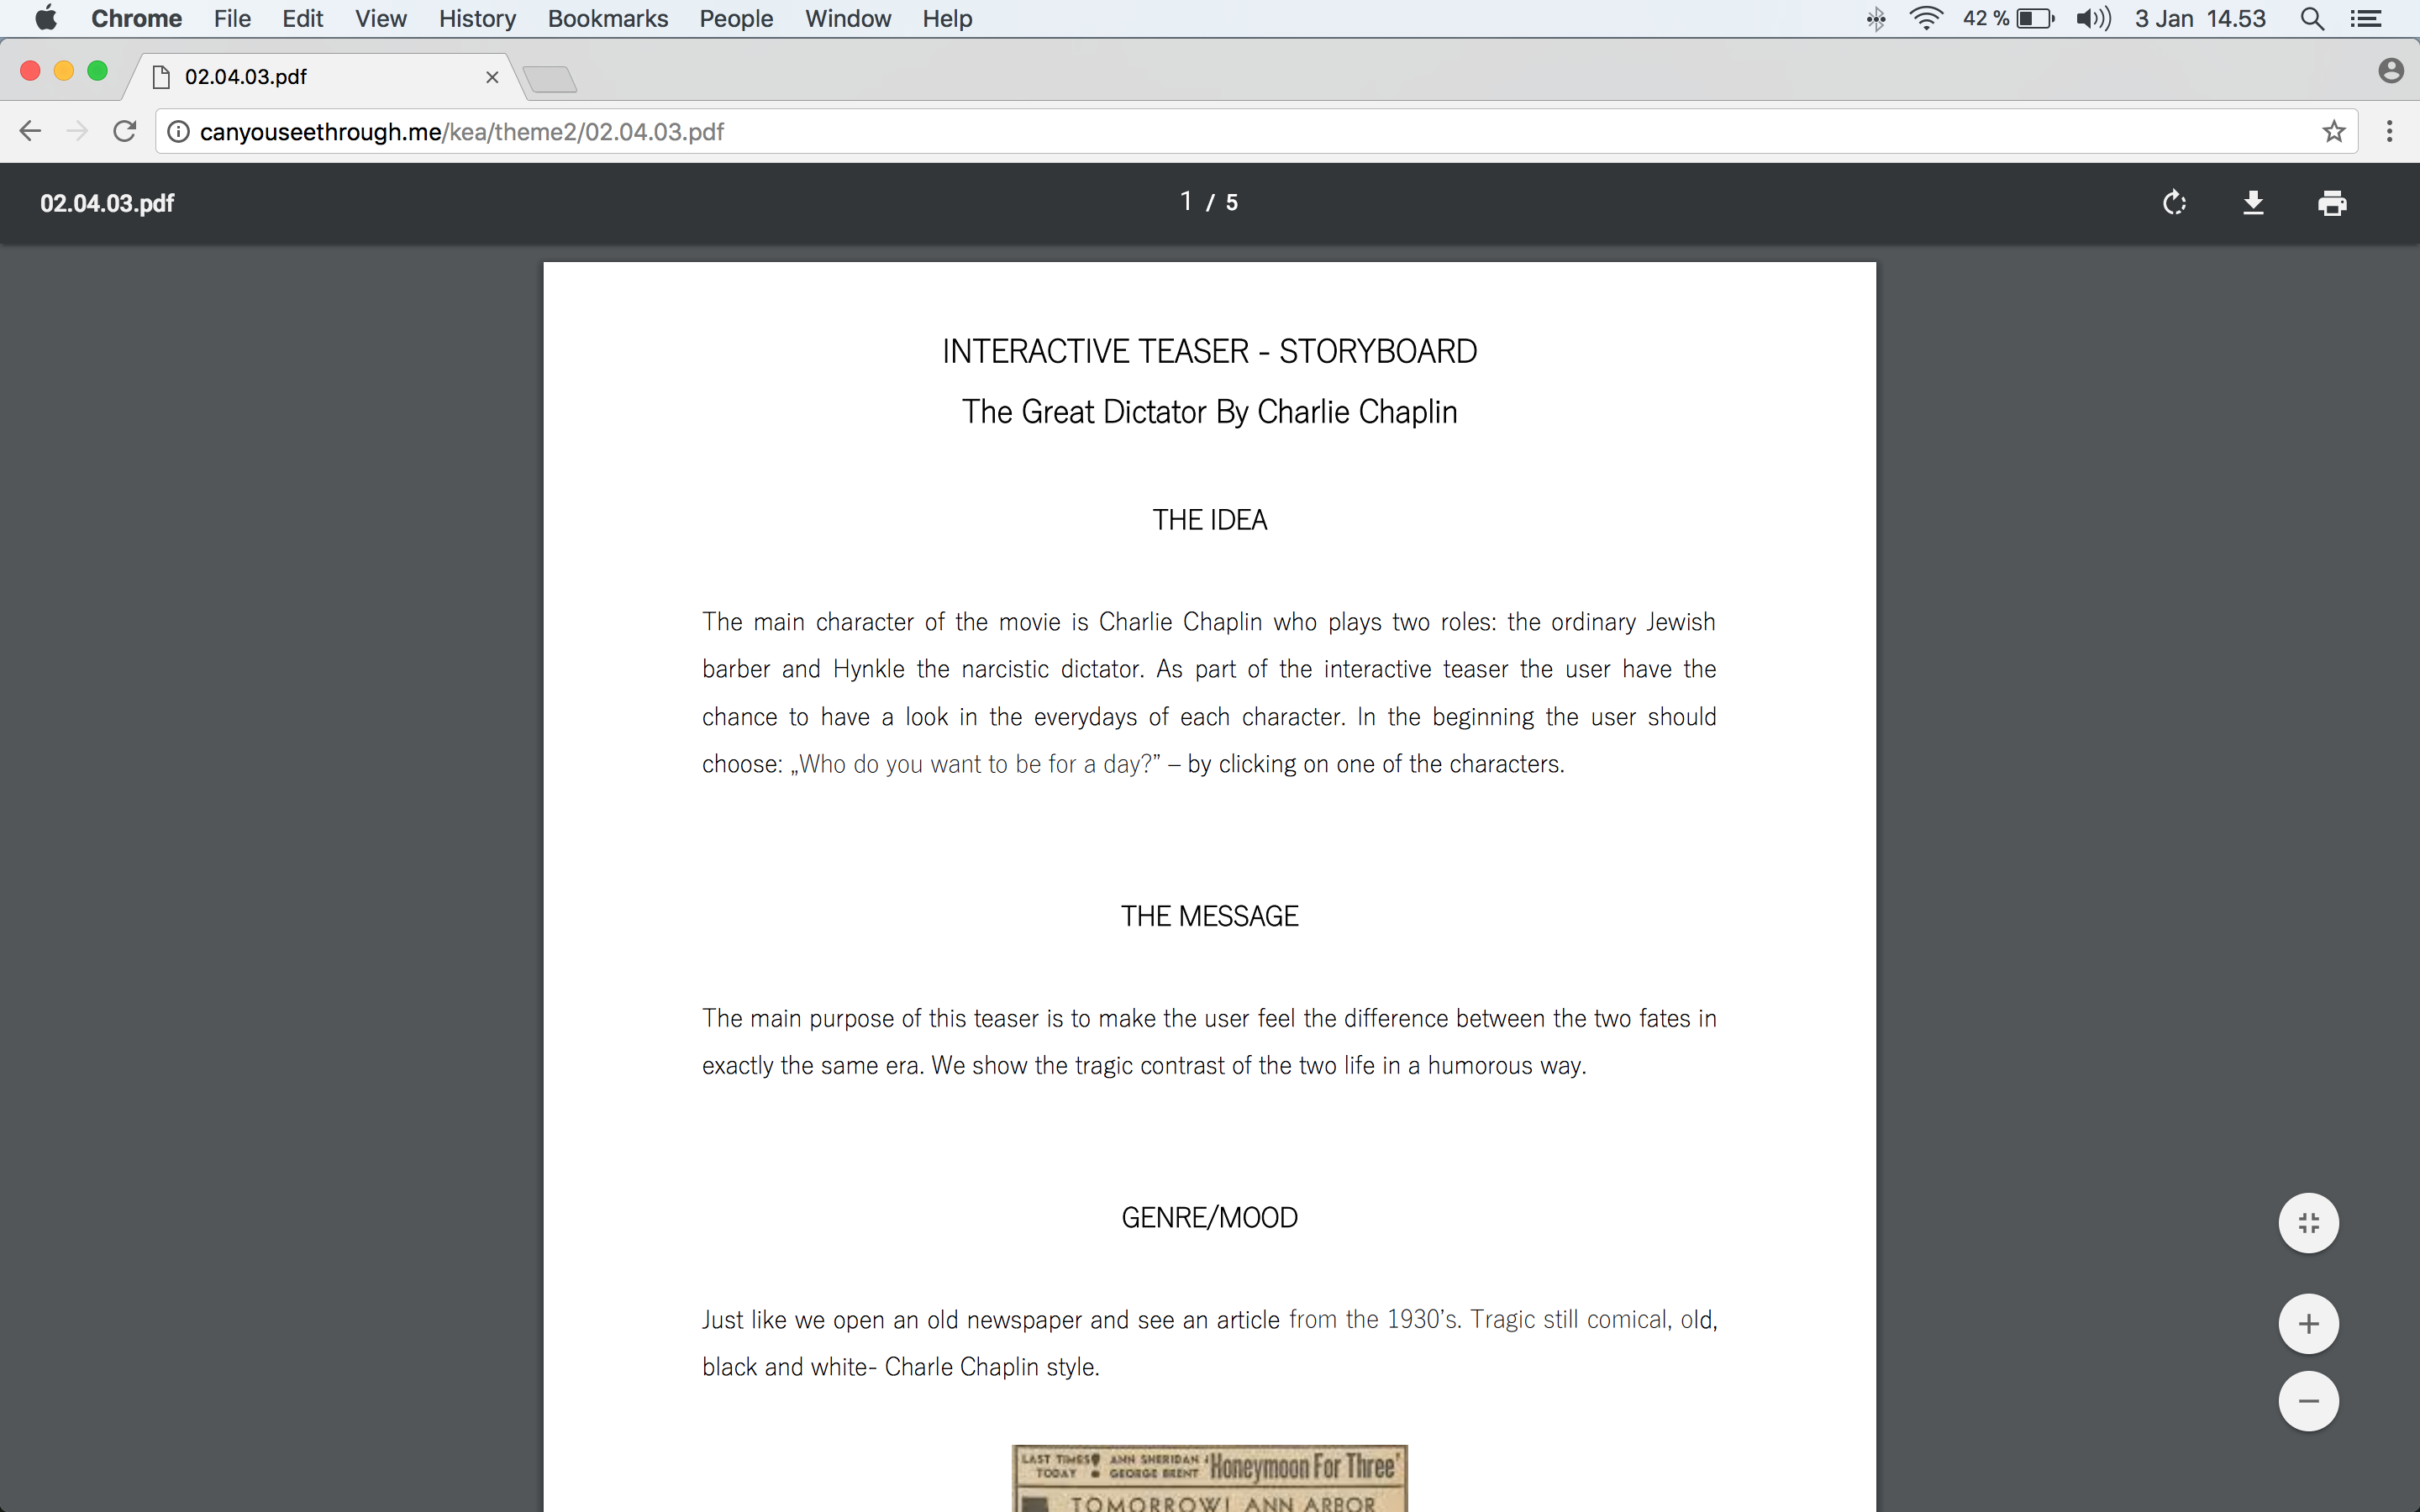 Chrome File Edit View History Bookmarks People Window Help 42 % 3 Jan 14.53
02.04.03.pdf
canyouseethrough.me/kea/theme2/02.04.03.pdf
02.04.03.pdf 1 / 5
INTERACTIVE TEASER - STORYBOARD
The Great Dictator By Charlie Chaplin
THE IDEA
The main character of the movie is Charlie Chaplin who plays two roles: the ordinary Jewish
barber and Hynkle the narcistic dictator. As part of the interactive teaser the user have the
chance to have a look in the everydays of each character. In the beginning the user should
choose: „Who do you want to be for a day?” – by clicking on one of the characters.
THE MESSAGE
The main purpose of this teaser is to make the user feel the difference between the two fates in
exactly the same era. We show the tragic contrast of the two life in a humorous way.
GENRE/MOOD
Just like we open an old newspaper and see an article from the 1930’s. Tragic still comical, old,
black and white- Charle Chaplin style.
LAST TIMES ANN SHERIDAN 'Honeymoon For Three'
TODAY GEORGE BRENT
TOMORROW! ANN ARBOR